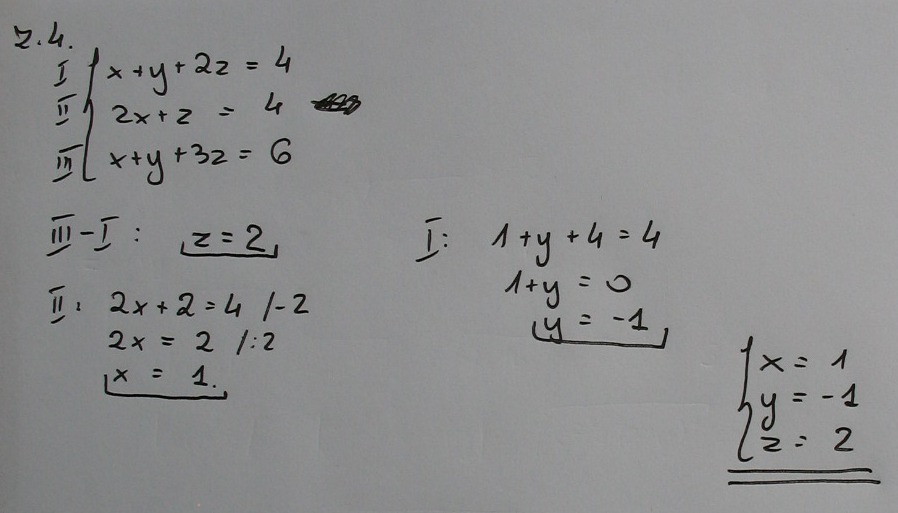 z.4.
I x+y+2z = 4
II 2x+z = 4
III x+y+3z = 6
III-I : z=2
II: 2x+2=4 /-2
2x = 2 /:2
x = 1.
I: 1+y+4=4
1+y = 0
y = -1
x = 1
y = -1
z = 2